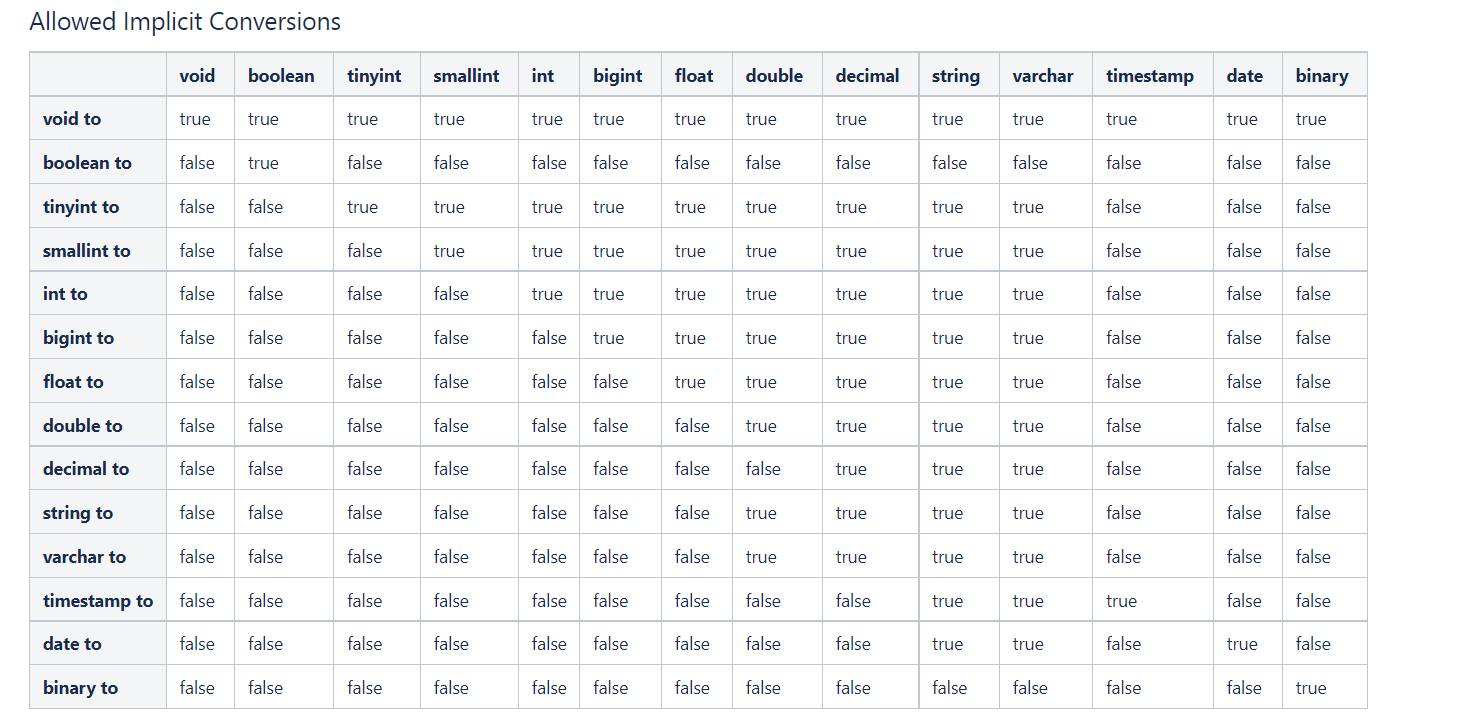 Allowed Implicit Conversions
void boolean tinyint smallint int bigint float double decimal string varchar timestamp date binary
void to true true true true true true true true true true true true true true
boolean to false true false false false false false false false false false false false false
tinyint to false false true true true true true true true true true false false false
smallint to false false false true true true true true true true true false false false
int to false false false false true true true true true true true false false false
bigint to false false false false false true true true true true true false false false
float to false false false false false false true true true true true false false false
double to false false false false false false false true true true true false false false
decimal to false false false false false false false false true true true false false false
string to false false false false false false false true true true true false false false
varchar to false false false false false false false true true true true false false false
timestamp to false false false false false false false false false true true true false false
date to false false false false false false false false false true true false true false
binary to false false false false false false false false false false false false false true